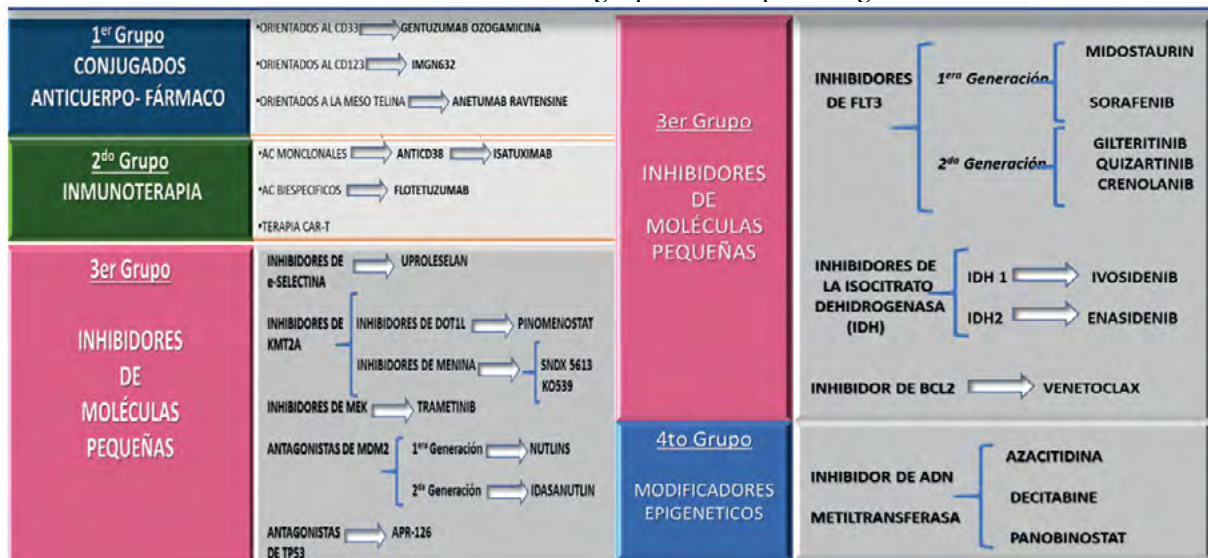 1er Grupo
CONJUGADOS
ANTICUERPO- FÁRMACO
•ORIENTADOS AL CD33 GENTUZUMAB OZOGAMICINA
•ORIENTADOS AL CD123 IMGN632
•ORIENTADOS A LA MESO TELINA ANETUMAB RAVTENSINE
2do Grupo
INMUNOTERAPIA
•AC MONCLONALES ANTICD38 ISATUXIMAB
•AC BIESPECIFICOS FLOTETUZUMAB
•TERAPIA CAR-T
3er Grupo
INHIBIDORES
DE
MOLÉCULAS
PEQUEÑAS
INHIBIDORES DE
e-SELECTINA
UPROLESELAN
INHIBIDORES DE
KMT2A
INHIBIDORES DE DOT1L PINOMENOSTAT
INHIBIDORES DE MENINA
SNDX 5613
KO539
INHIBIDORES DE MEK TRAMETINIB
ANTAGONISTAS DE MDM2
1era Generación NUTLINS
2da Generación IDASANUTLIN
ANTAGONISTAS
DE TP53
APR-126
3er Grupo
INHIBIDORES
DE
MOLÉCULAS
PEQUEÑAS
INHIBIDORES
DE FLT3
1era Generación
MIDOSTAURIN
SORAFENIB
2da Generación
GILTERITINIB
QUIZARTINIB
CRENOLANIB
INHIBIDORES DE
LA ISOCITRATO
DEHIDROGENASA
(IDH)
IDH 1 IVOSIDENIB
IDH2 ENASIDENIB
INHIBIDOR DE BCL2 VENETOCLAX
4to Grupo
MODIFICADORES
EPIGENETICOS
INHIBIDOR DE ADN
METILTRANSFERASA
AZACITIDINA
DECITABINE
PANOBINOSTAT